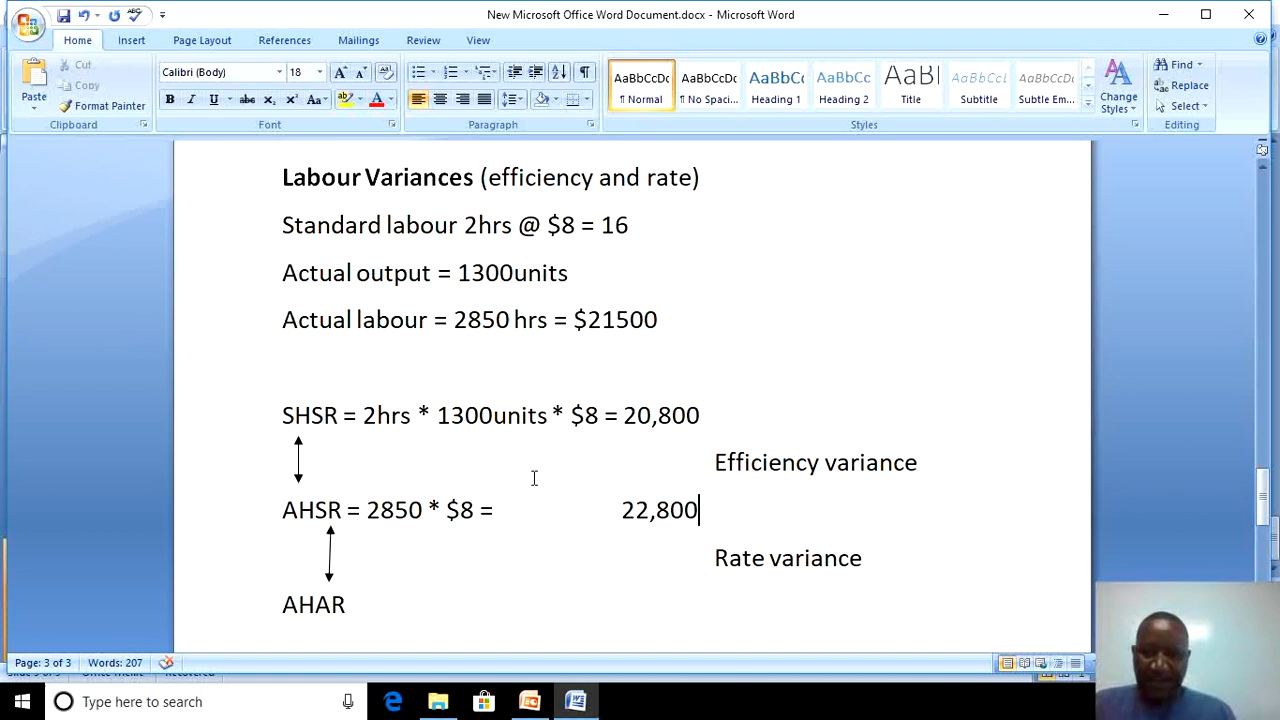 New Microsoft Office Word Document.docx - Microsoft Word
Home Insert Page Layout References Mailings Review View
Paste
Cut
Copy
Format Painter
Clipboard
Calibri (Body) 18
Font
Paragraph
AaBbCcDc AaBbCcDc AaBbC AaBbCc AaBl AaBbCcDc AaBbCcDc
¶ Normal ¶ No Spaci... Heading 1 Heading 2 Title Subtitle Subtle Em...
Styles
Change Styles
Find
Replace
Select
Editing
Labour Variances (efficiency and rate)
Standard labour 2hrs @ $8 = 16
Actual output = 1300units
Actual labour = 2850 hrs = $21500
SHSR = 2hrs * 1300units * $8 = 20,800
Efficiency variance
AHSR = 2850 * $8 = 22,800
Rate variance
AHAR
Page: 3 of 3 Words: 207
Recovered
Type here to search